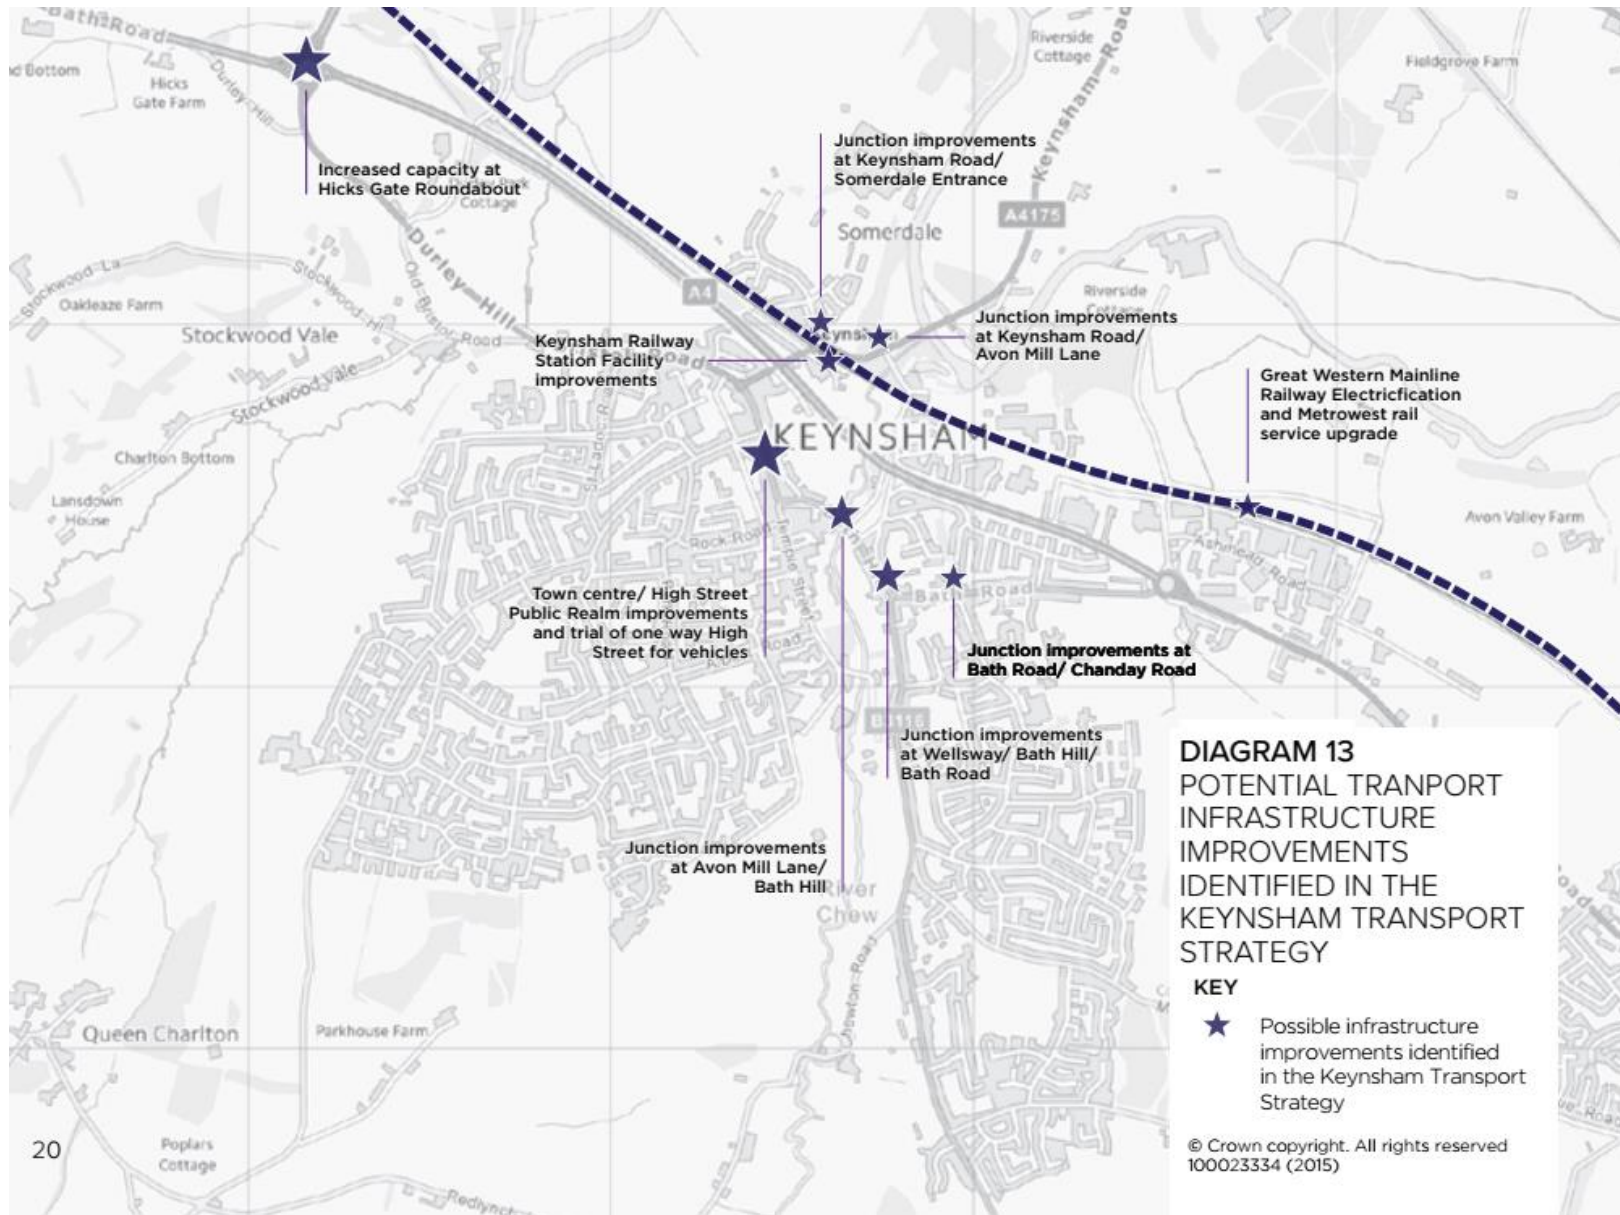 Bath Road
Hicks
Gate Farm
Durley Hill
Increased capacity at
Hicks Gate Roundabout
Cottage
Riverside
Cottage
Keynsham Road
Fieldgrove Farm
Junction improvements
at Keynsham Road/
Somerdale Entrance
A4175
Somerdale
Durley Hill
Stockwood La
Oakleaze Farm
Stockwood Hi
Old Bristol Road
A4
Stockwood Vale
Riverside
Junction improvements
at Keynsham Road/
Avon Mill Lane
Keynsham Railway
Station Facility
improvements
Stockwood Vale
Great Western Mainline
Railway Electricfication
and Metrowest rail
service upgrade
KEYNSHAM
Charlton Bottom
Lansdown
House
Avon Valley Farm
Rock Road
Temple Street
Ashmead Road
Bath Road
Town centre/ High Street
Public Realm improvements
and trial of one way High
Street for vehicles
Junction improvements at
Bath Road/ Chanday Road
Junction improvements
at Wellsway/ Bath Hill/
Bath Road
Junction improvements
at Avon Mill Lane/
Bath Hill
River
Chew
DIAGRAM 13
POTENTIAL TRANPORT
INFRASTRUCTURE
IMPROVEMENTS
IDENTIFIED IN THE
KEYNSHAM TRANSPORT
STRATEGY
KEY
Possible infrastructure
improvements identified
in the Keynsham Transport
Strategy
© Crown copyright. All rights reserved
100023334 (2015)
Queen Charlton
Parkhouse Farm
Poplars
Cottage
20